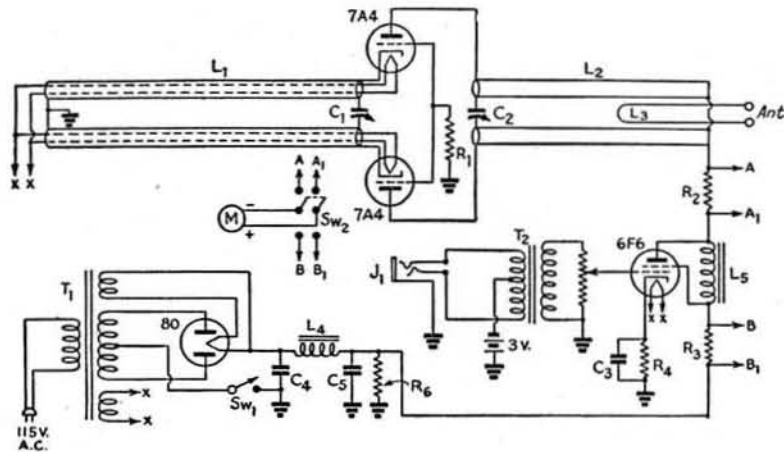 7A4
L1
L2
C1
C2
L3
Ant
R1
X X
A A1
A
R2
7A4
M
-
+
Sw2
A1
B B1
T2
6F6
J1
L5
T1
80
L4
X X
B
3 V.
C3
R4
R3
C4
C5
R6
B1
Sw1
X
X
115 V.
A.C.